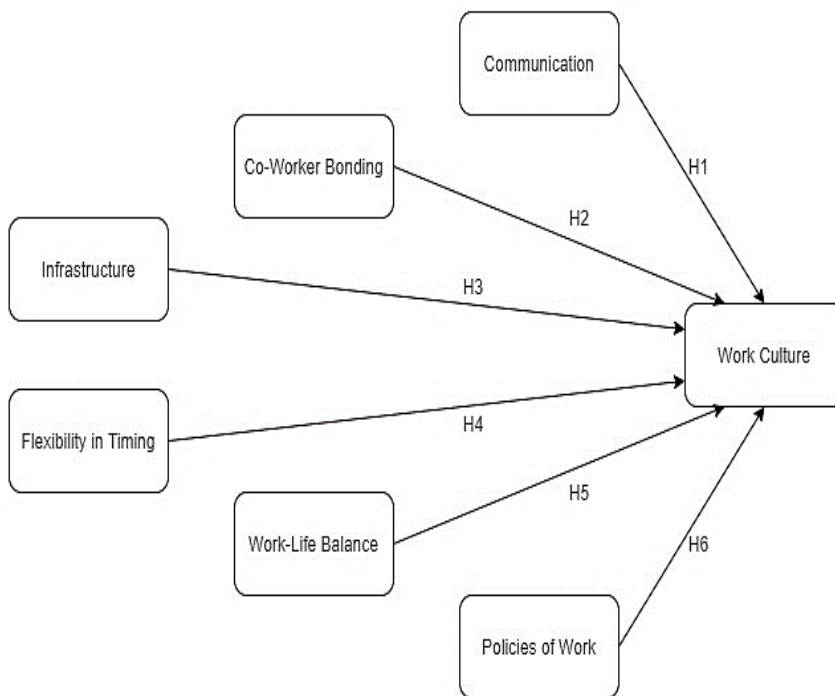 Communication
H1
Co-Worker Bonding
H2
Infrastructure
H3
Work Culture
Flexibility in Timing
H4
H5
Work-Life Balance
H6
Policies of Work